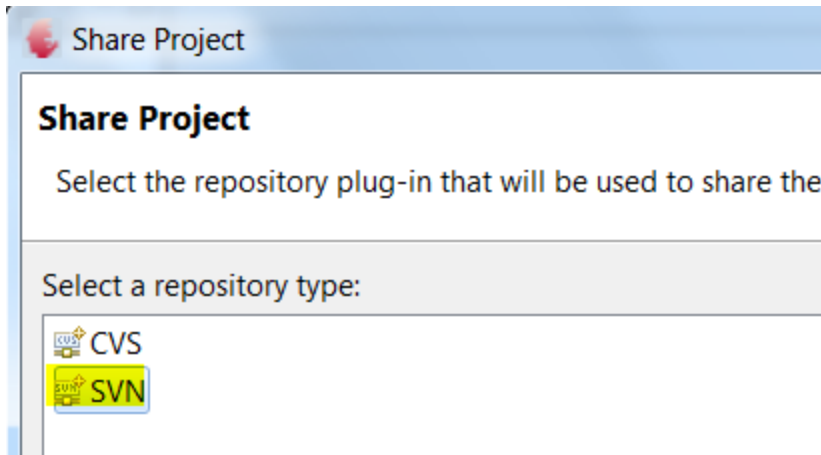 Share Project
Share Project
Select the repository plug-in that will be used to share the
Select a repository type:
CVS
SVN